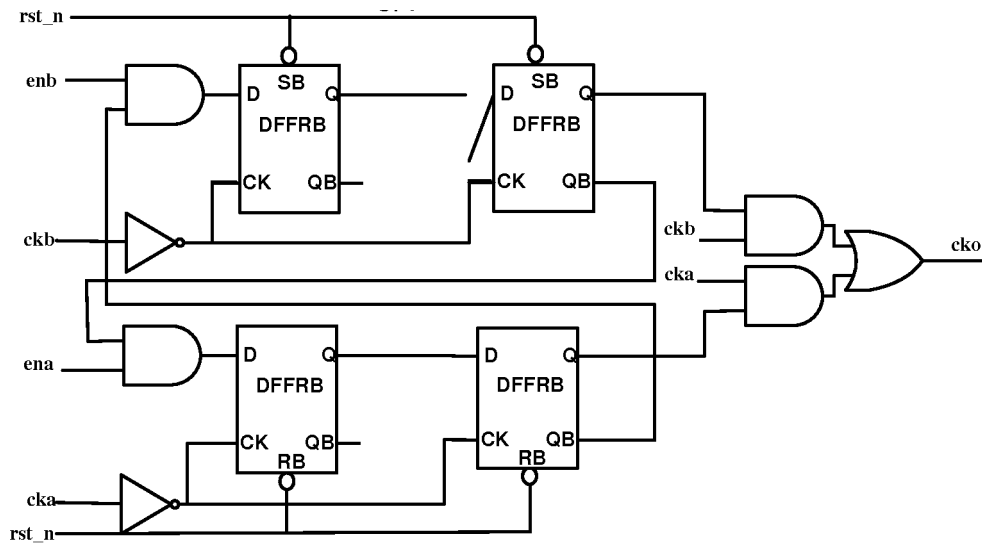 rst_n
enb
SB
D
Q
DFFRB
CK
QB
SB
D
Q
DFFRB
CK
QB
ckb
ckb
cka
cko
ena
D
Q
DFFRB
CK
QB
RB
D
Q
DFFRB
CK
QB
RB
cka
rst_n